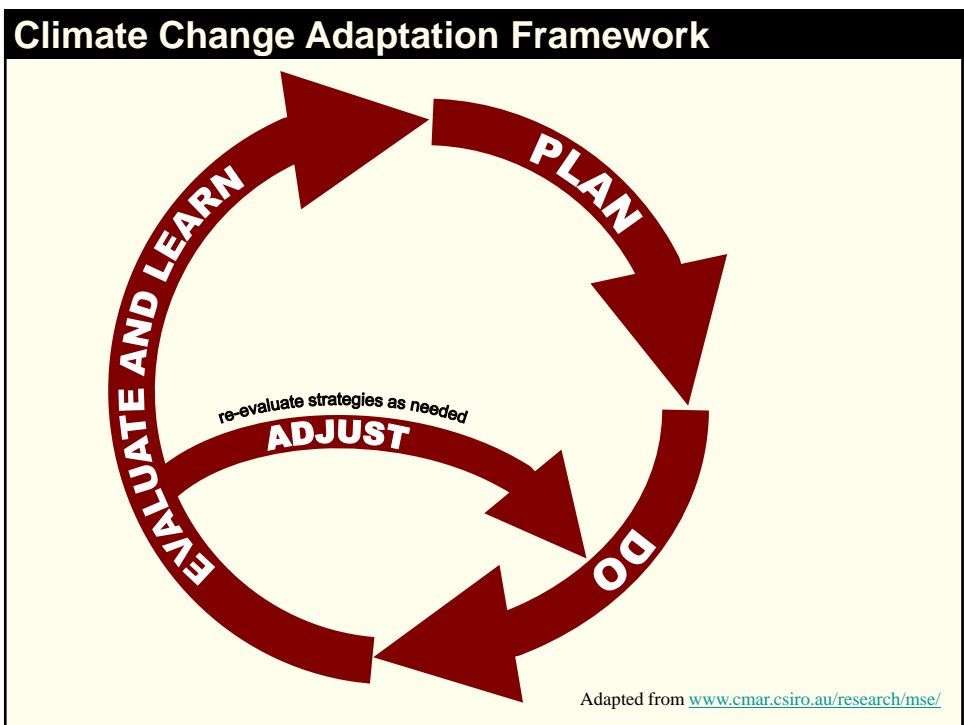 Climate Change Adaptation Framework
PLAN
EVALUATE AND LEARN
re-evaluate strategies as needed
ADJUST
DO
Adapted from www.cmar.csiro.au/research/mse/